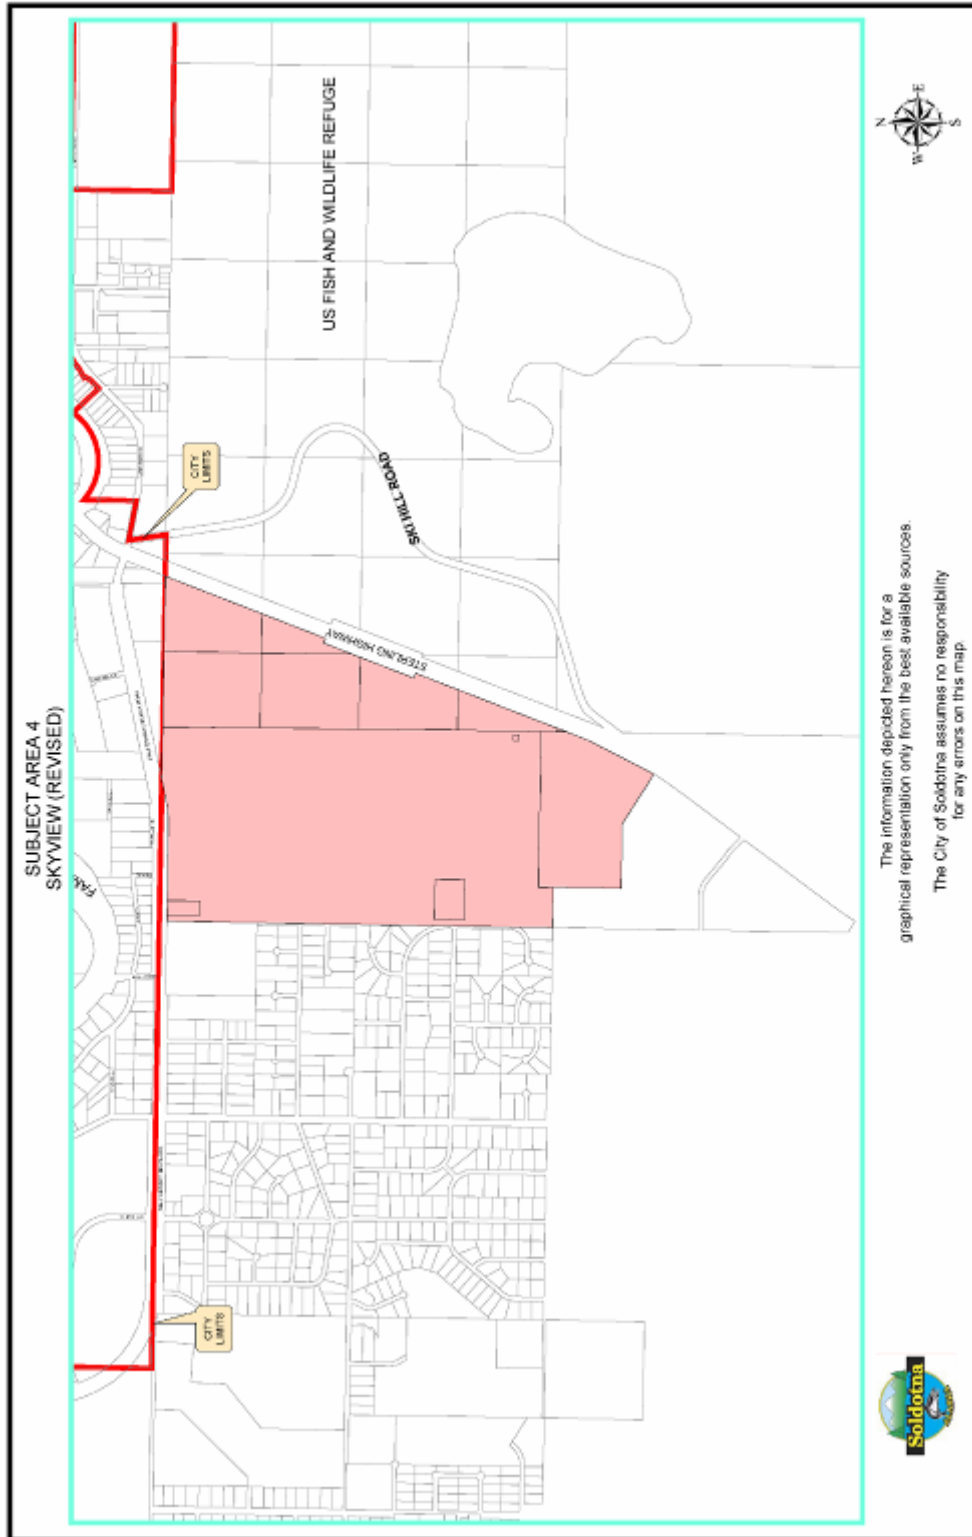 SUBJECT AREA 4
SKYVIEW (REVISED)
US FISH AND WILDLIFE REFUGE
CITY
LIMITS
SKI HILL ROAD
STERLING HIGHWAY
CITY
LIMITS
N
E
S
W
The information depicted hereon is for a
graphical representation only from the best available sources.
The City of Soldotna assumes no responsibility
for any errors on this map.
Soldotna